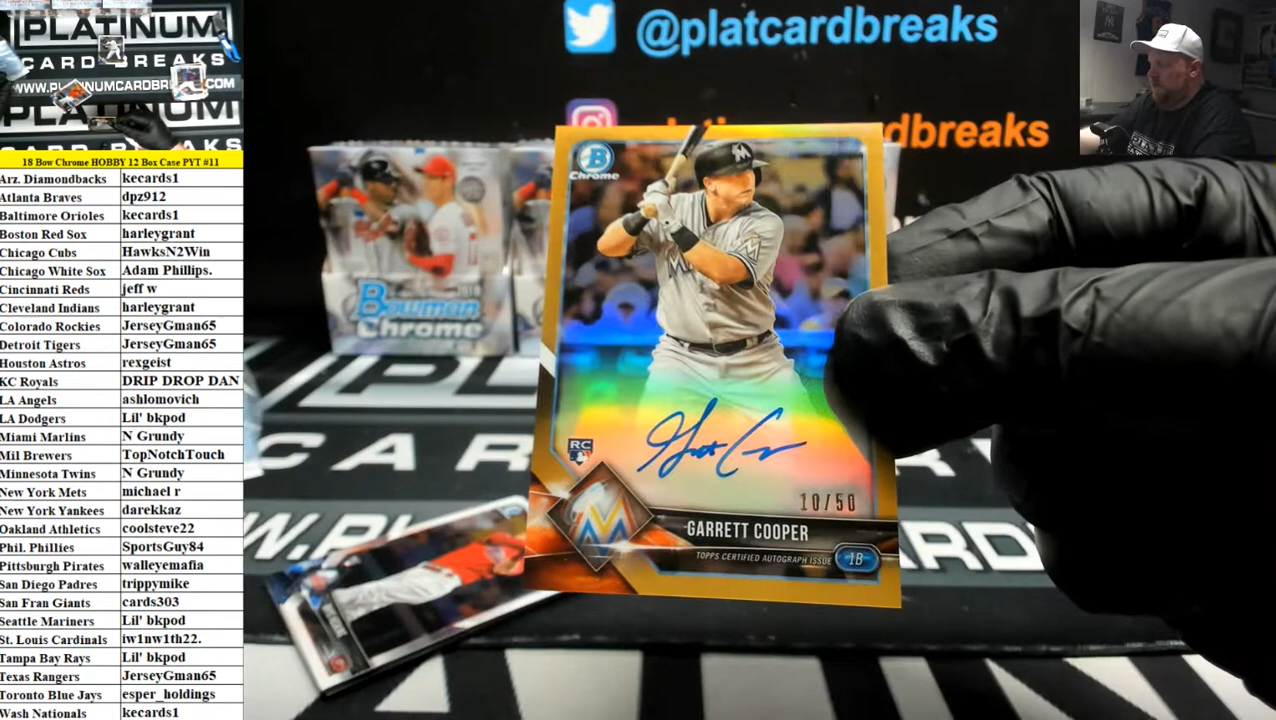 PLATINUM
CARD BREAKS
WWW.PLATINUMCARDBR
.COM
PLATINUM
BREAKS
18 Bow Chrome HOBBY 12 Box Case PYT #11
Arz. Diamondbacks kecards1
Atlanta Braves dpz912
Baltimore Orioles kecards1
Boston Red Sox harleygrant
Chicago Cubs HawksN2Win
Chicago White Sox Adam Phillips.
Cincinnati Reds jeff w
Cleveland Indians harleygrant
Colorado Rockies JerseyGman65
Detroit Tigers JerseyGman65
Houston Astros rexgeist
KC Royals DRIP DROP DAN
LA Angels ashlomovich
LA Dodgers Lil' bkpod
Miami Marlins N Grundy
Mil Brewers TopNotchTouch
Minnesota Twins N Grundy
New York Mets michael r
New York Yankees darekkaz
Oakland Athletics coolsteve22
Phil. Phillies SportsGuy84
Pittsburgh Pirates walleyemafia
San Diego Padres trippymike
San Fran Giants cards303
Seattle Mariners Lil' bkpod
St. Louis Cardinals iw1nw1th22.
Tampa Bay Rays Lil' bkpod
Texas Rangers JerseyGman65
Toronto Blue Jays esper_holdings
Wash Nationals kecards1
@platcardbreaks
cardbreaks
Bowman
Chrome
B
Chrome
RC
10/50
GARRETT COOPER
TOPPS CERTIFIED AUTOGRAPH ISSUE 1B
PL
CAR
W.P
ARD